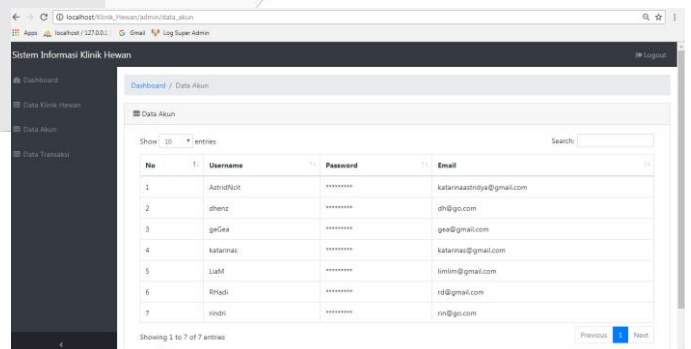 localhost/Klinik_Hewan/admin/data_akun
Apps localhost / 127.0.0.1 G Gmail Log Super Admin
Sistem Informasi Klinik Hewan Logout
Dashboard
Data Klinik Hewan
Data Akun
Data Transaksi
Dashboard / Data Akun
Data Akun
Show 10 entries Search:
No Username Password Email
1 AstridNcit ********* katarinaastridya@gmail.com
2 dhenz ********* dh@go.com
3 geGea ********* gea@gmail.com
4 katarinas ********* katarinas@gmail.com
5 LiaM ********* limlim@gmail.com
6 RHadi ********* rd@gmail.com
7 rindri ********* rin@go.com
Showing 1 to 7 of 7 entries Previous 1 Next